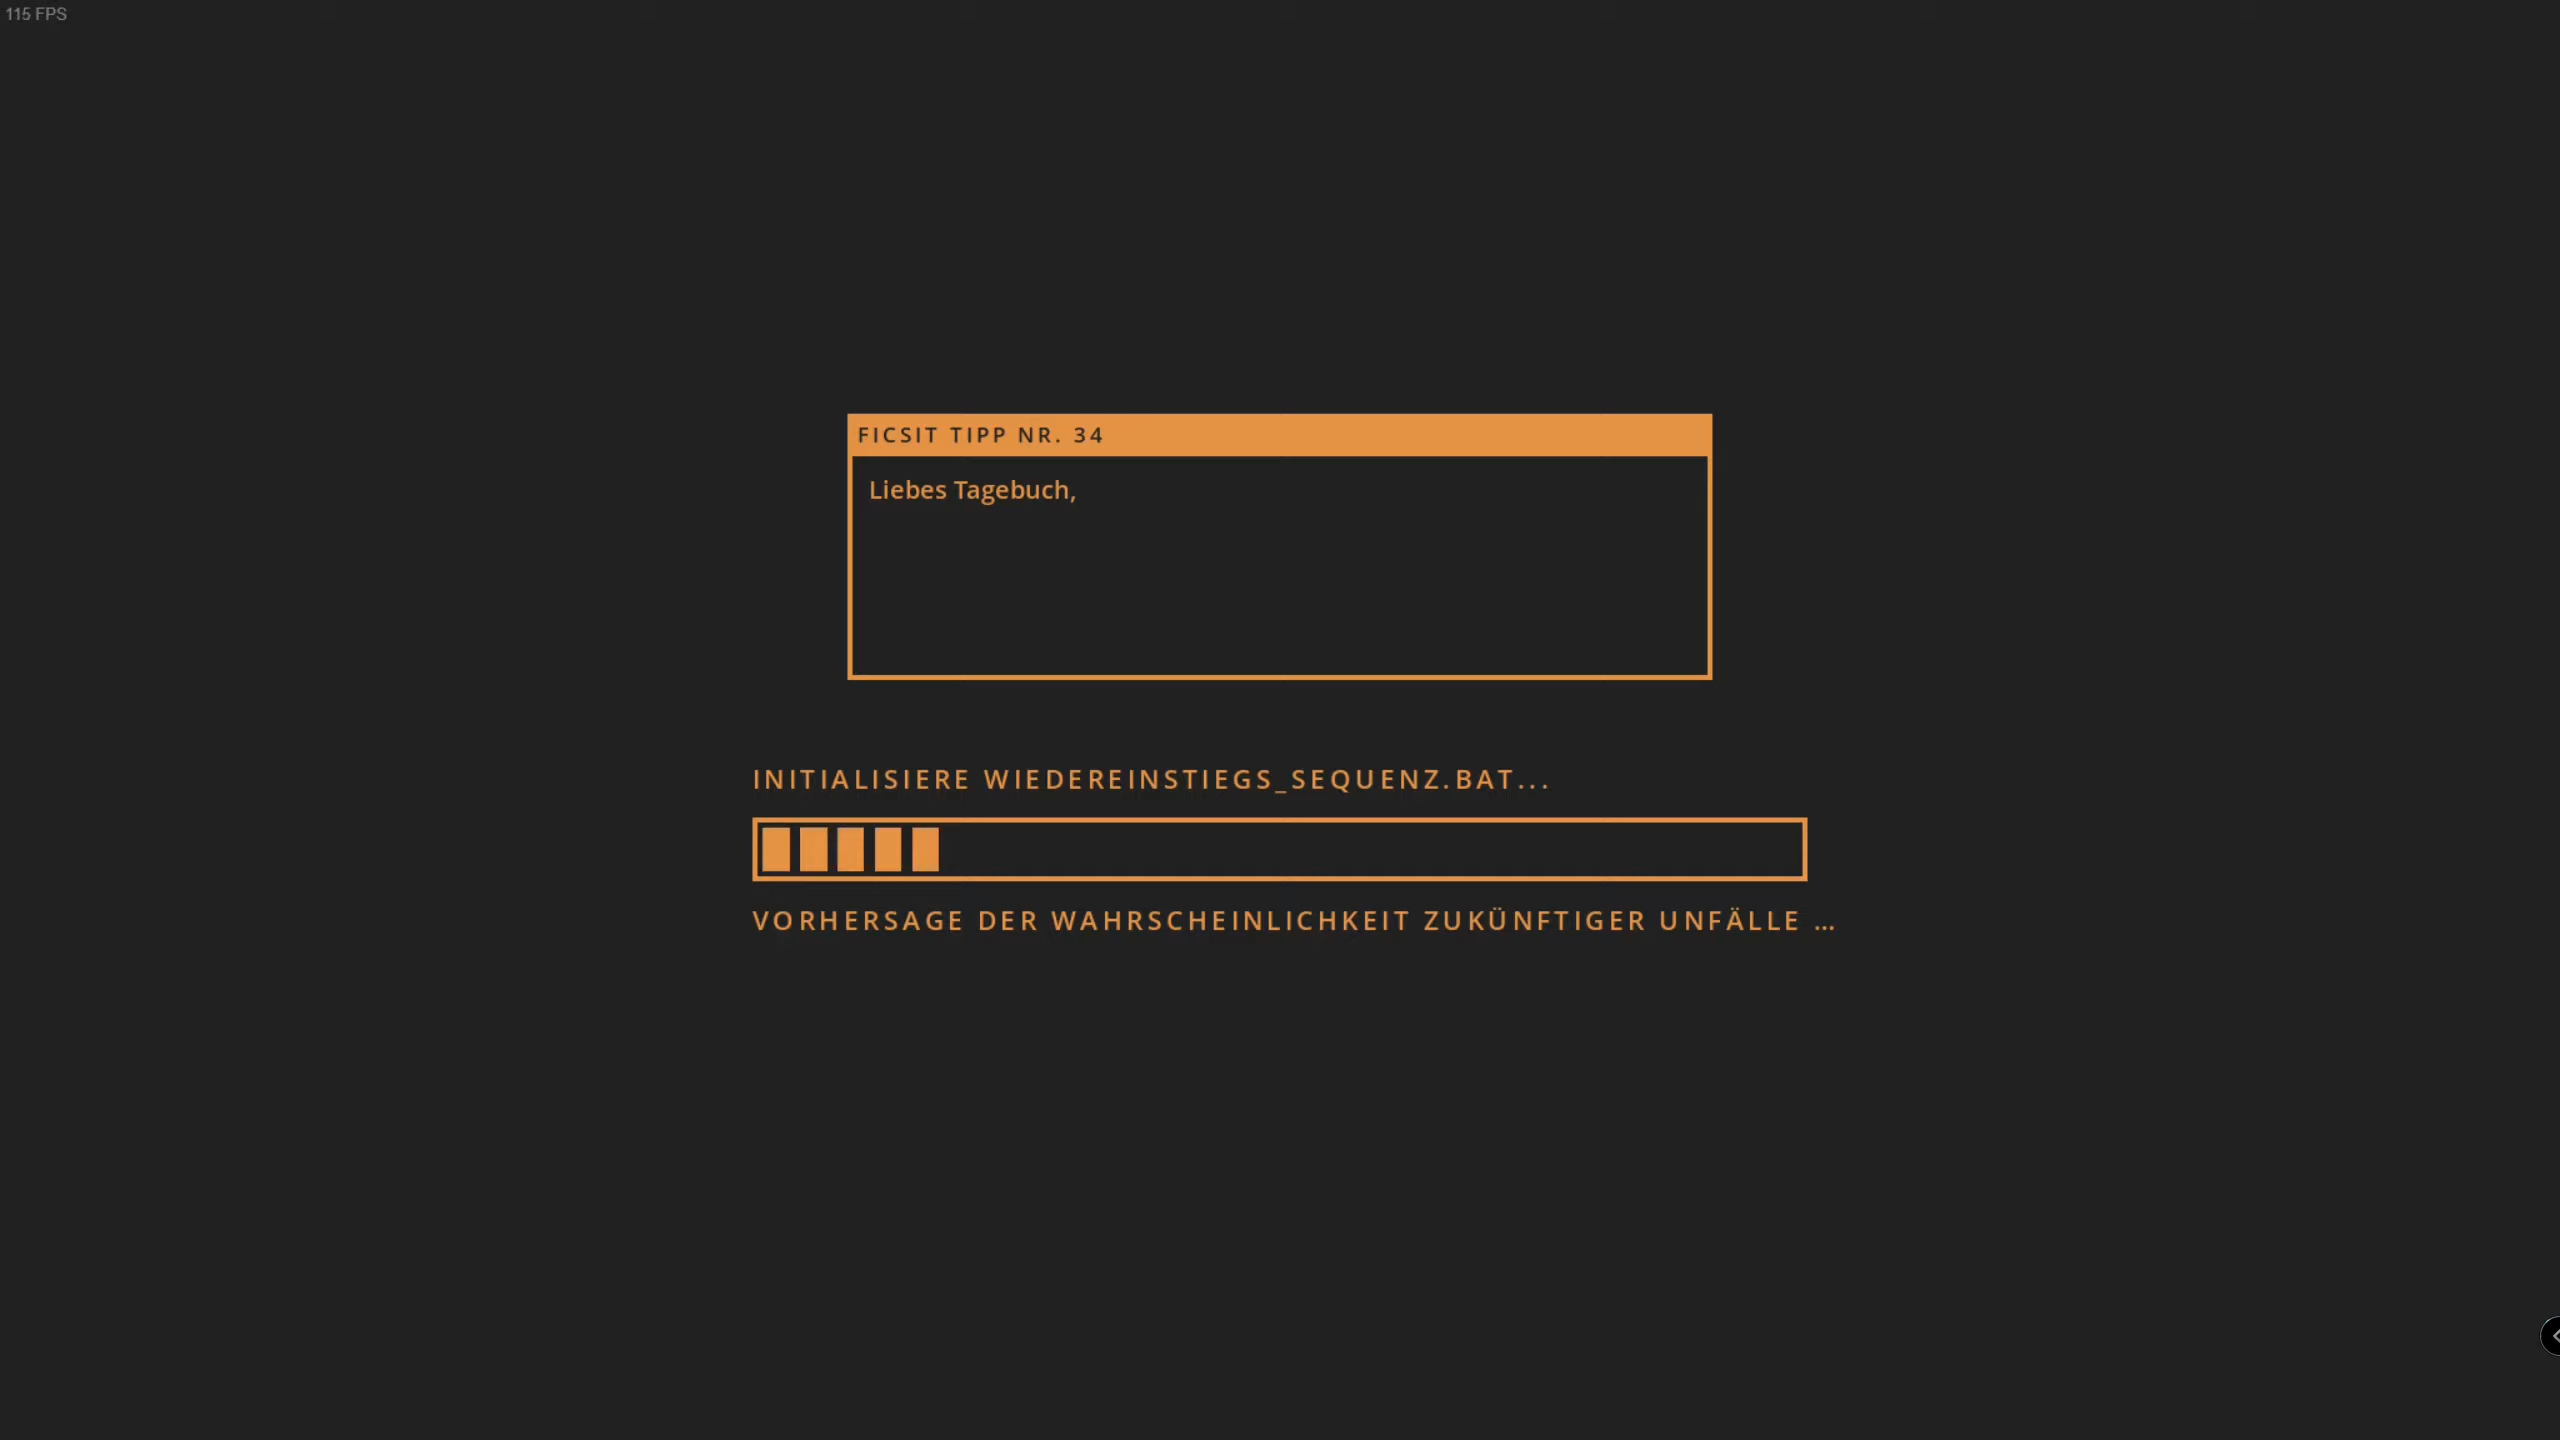 115 FPS
FICSIT TIPP NR. 34
Liebes Tagebuch,
INITIALISIERE WIEDEREINSTIEGS_SEQUENZ.BAT...
VORHERSAGE DER WAHRSCHEINLICHKEIT ZUKÜNFTIGER UNFÄLLE …